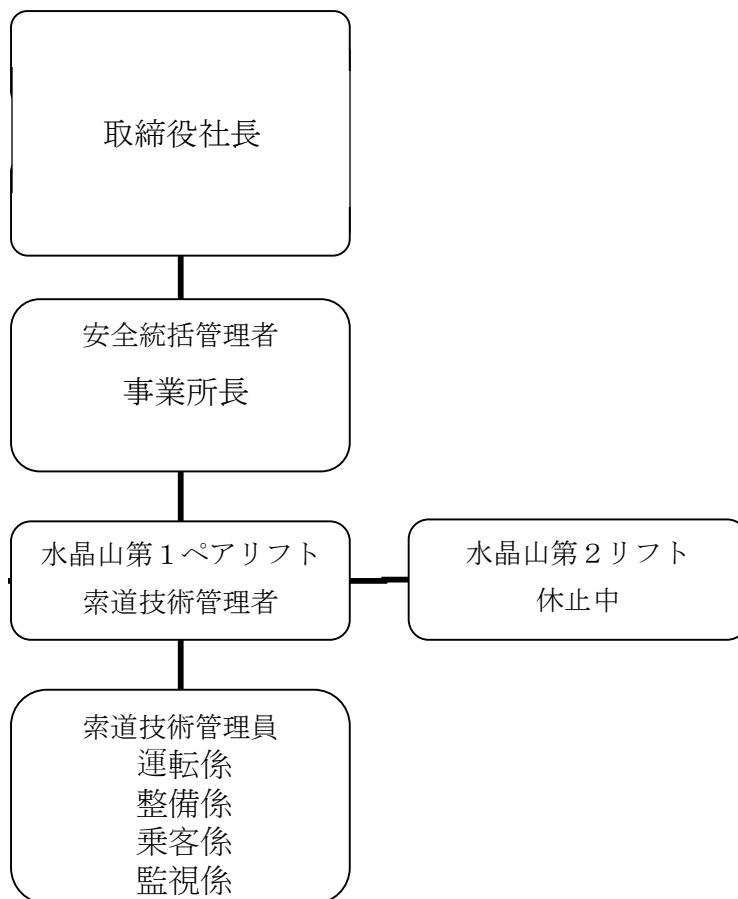 取締役社長
安全統括管理者
事業所長
水晶山第１ペアリフト
索道技術管理者
水晶山第２リフト
休止中
索道技術管理員
運転係
整備係
乗客係
監視係